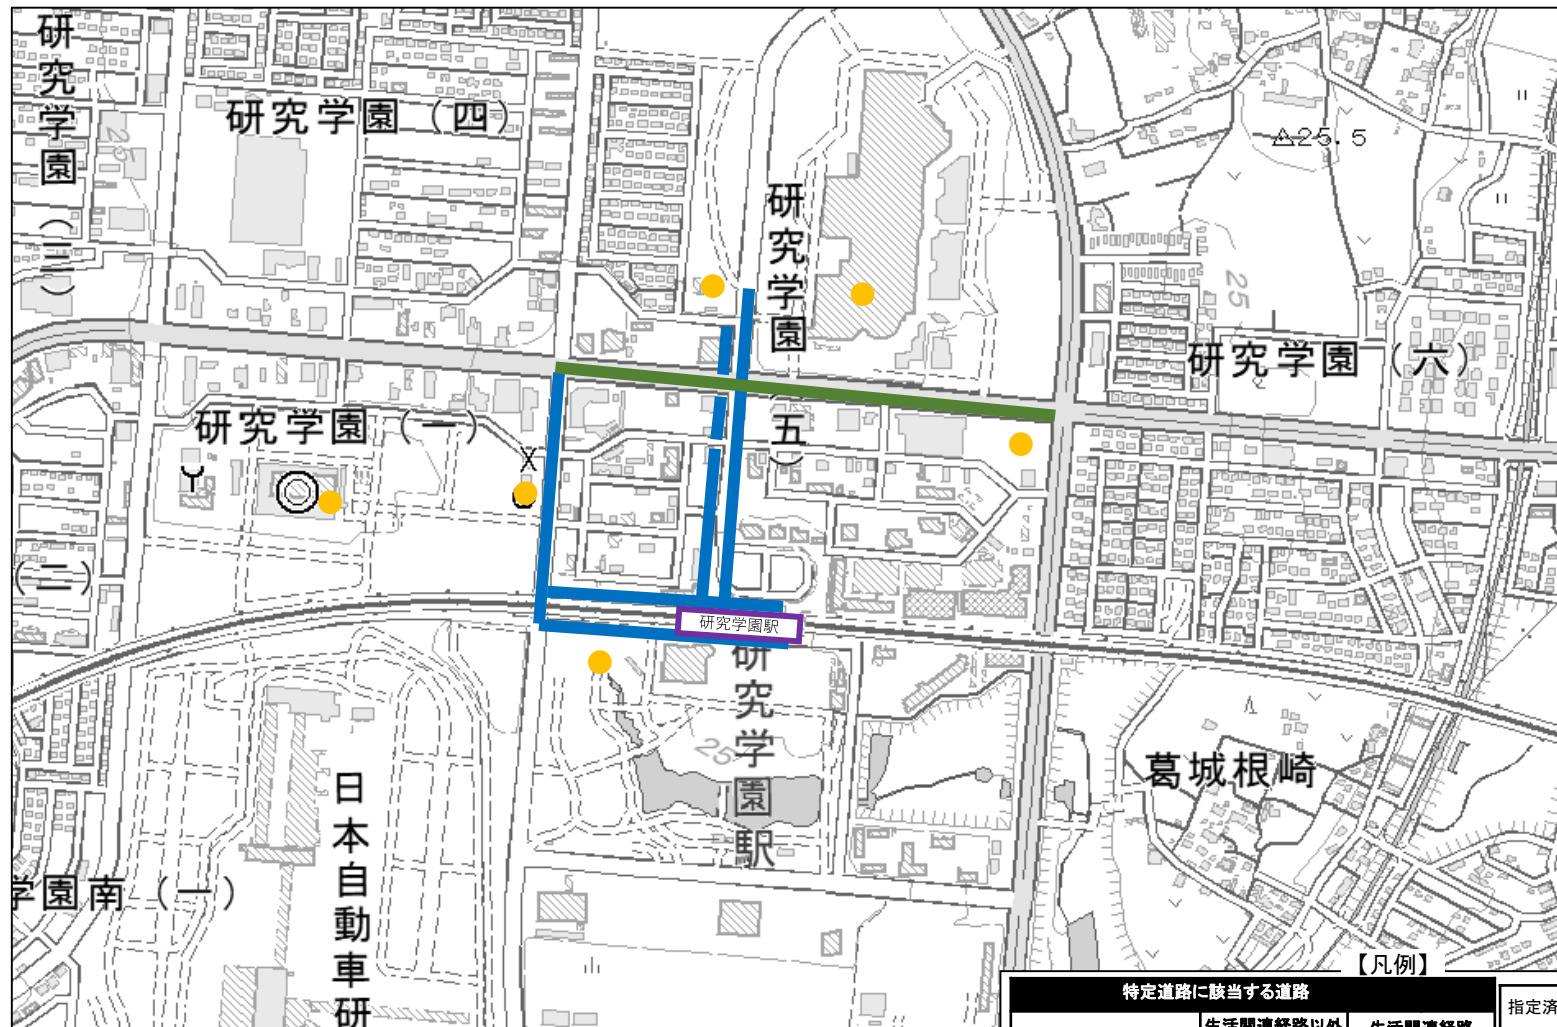 研究学園（三）
研究学園（四）
25
研究学園（五）
△25.5
25
研究学園（六）
研究学園（一）
（二）
研究学園駅
研究学園駅
25
葛城根崎
日本自動車研
学園南（一）
【凡例】
特定道路に該当する道路
生活関連経路以外
生活関連経路
指定済